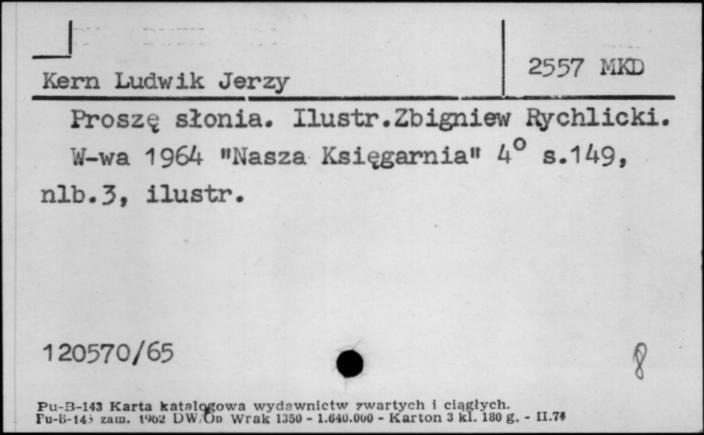 2557 MKD
Kern Ludwik Jerzy
Proszę słonia. Ilustr.Zbigniew Rychlicki.
W-wa 1964 "Nasza Księgarnia" 4° s.149,
nlb.3, ilustr.
120570/65
8
Pu-B-143 Karta katalogowa wydawnictw zwartych i ciągłych.
Pu-B-143 zam. 1962 DW/On Wrak 1350 - 1.640.000 - Karton 3 kl. 180 g. - II.74